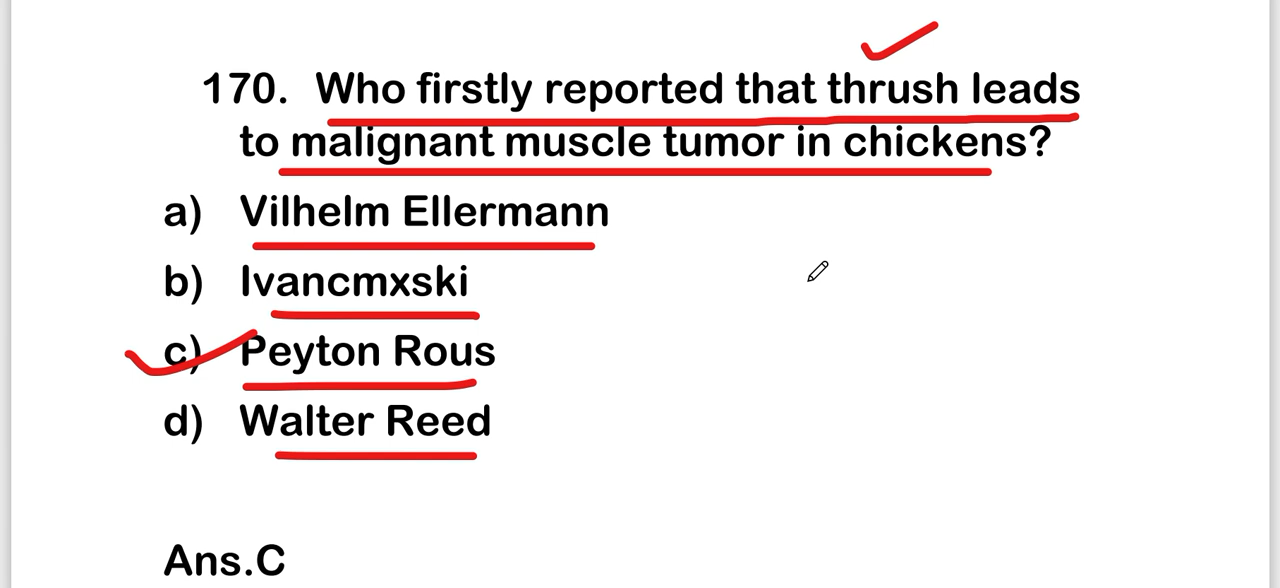 170. Who firstly reported that thrush leads
to malignant muscle tumor in chickens?
a) Vilhelm Ellermann
b) Ivancmxski
c) Peyton Rous
d) Walter Reed
Ans.C